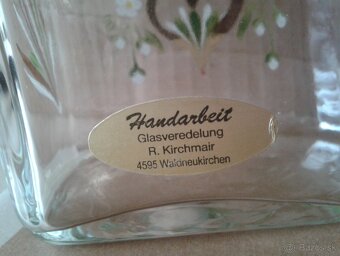 Handarbeit
Glasveredelung
R. Kirchmair
4595 Waldneukirchen